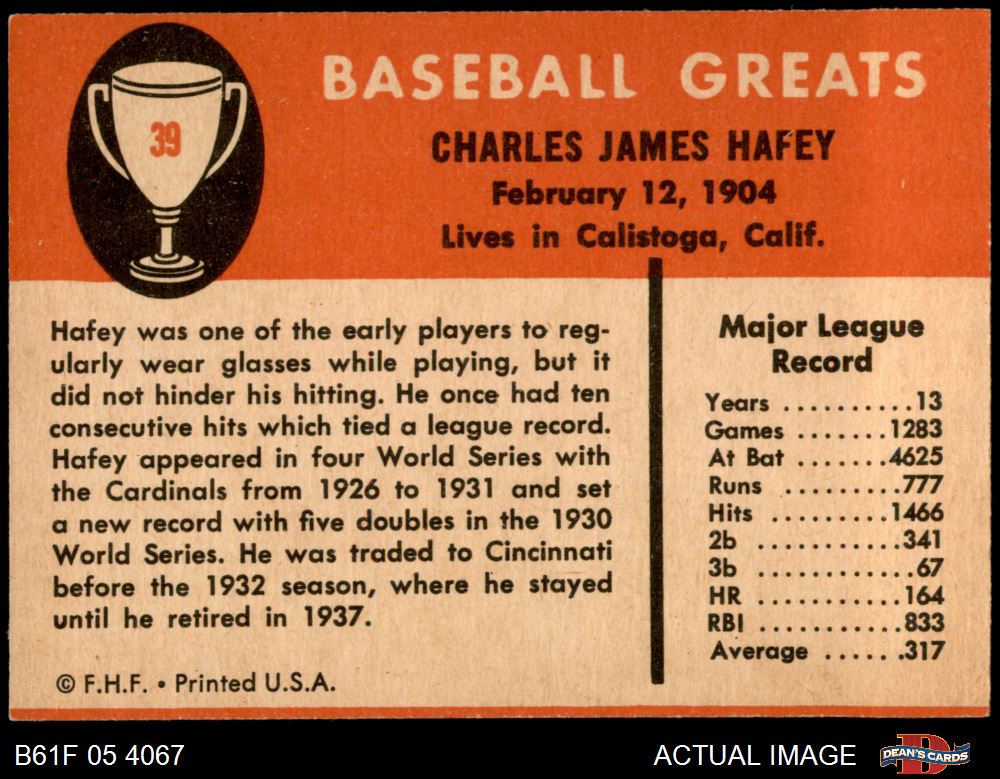 39
BASEBALL GREATS
CHARLES JAMES HAFEY
February 12, 1904
Lives in Calistoga, Calif.
Hafey was one of the early players to reg-
ularly wear glasses while playing, but it
did not hinder his hitting. He once had ten
consecutive hits which tied a league record.
Hafey appeared in four World Series with
the Cardinals from 1926 to 1931 and set
a new record with five doubles in the 1930
World Series. He was traded to Cincinnati
before the 1932 season, where he stayed
until he retired in 1937.
© F.H.F. • Printed U.S.A.
Major League
Record
Years ..........13
Games .......1283
At Bat .......4625
Runs .........777
Hits .........1466
2b ..........341
3b ............67
HR ..........164
RBI ..........833
Average ......317
B61F 05 4067
ACTUAL IMAGE
D
DEAN'S CARDS